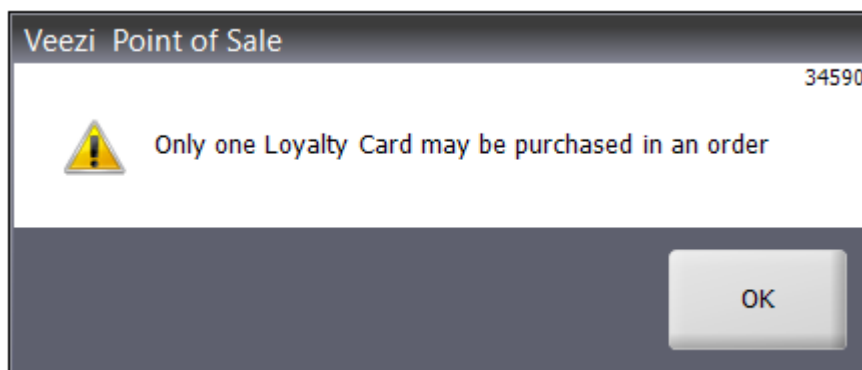 Veezi Point of Sale
34590
Only one Loyalty Card may be purchased in an order
OK